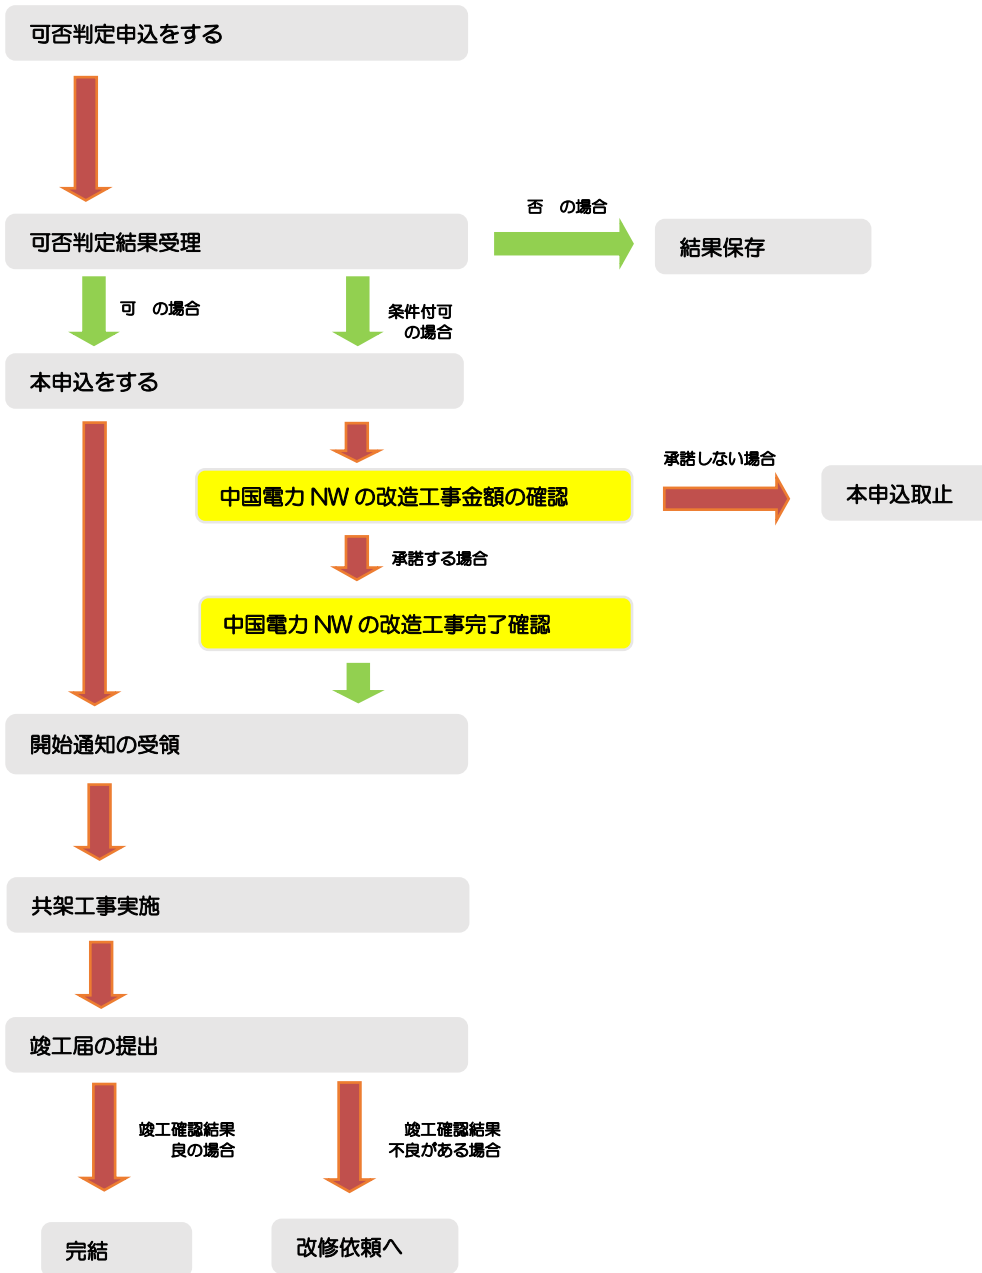 可否判定申込をする
否　の場合
可否判定結果受理
結果保存
可　の場合
条件付可
の場合
本申込をする
承諾しない場合
中国電力 NW の改造工事金額の確認
本申込取止
承諾する場合
中国電力 NW の改造工事完了確認
開始通知の受領
共架工事実施
竣工届の提出
竣工確認結果
良の場合
竣工確認結果
不良がある場合
完結
改修依頼へ